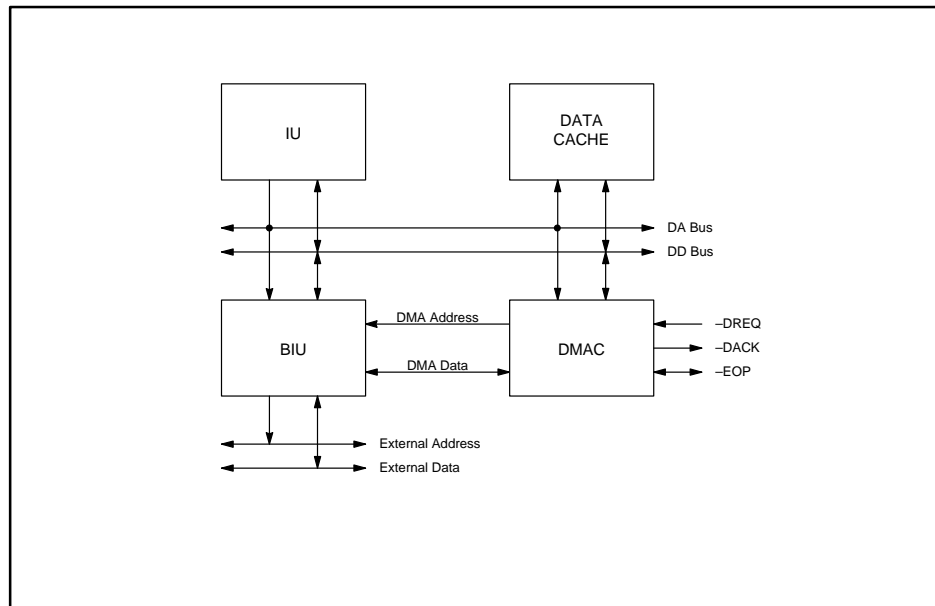 IU
DATA
CACHE
DA Bus
DD Bus
DMA Address
–DREQ
BIU
DMAC
–DACK
DMA Data
–EOP
External Address
External Data